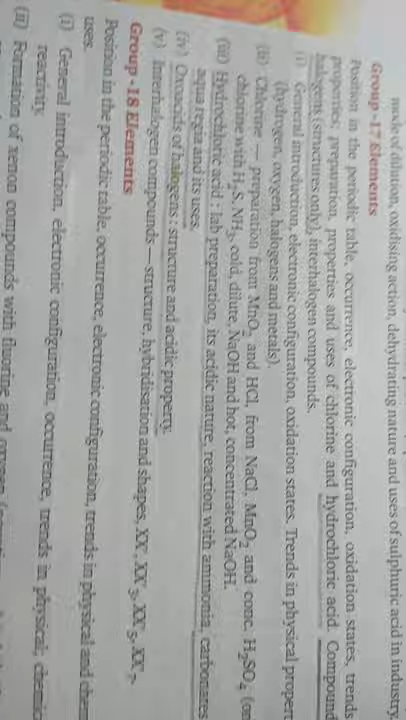 mode of dilution, oxidising action, dehydrating nature and uses of sulphuric acid in industry
Group - 17 Elements
Position in the periodic table, occurrence, electronic configuration, oxidation states, trends
properties; preparation, properties and uses of chlorine and hydrochloric acid. Compound
halogens (structures only), interhalogen compounds.
(i) General introduction, electronic configuration, oxidation states. Trends in physical proper
(hydrogen, oxygen, halogens and metals).
(ii) Chlorine — preparation from MnO₂ and HCl, from NaCl, MnO₂ and conc. H₂SO₄ (on
chlorine with H₂S, NH₃, cold, dilute NaOH and hot, concentrated NaOH.
(iii) Hydrochloric acid : lab preparation, its acidic nature, reaction with ammonia, carbonates
aqua regia and its uses.
(iv) Oxoacids of halogens : structure and acidic property.
(v) Interhalogen compounds — structure, hybridisation and shapes, XX', XX'₃, XX'₅, XX'₇.
Group - 18 Elements
Position in the periodic table, occurrence, electronic configuration, trends in physical and chem
uses.
(i) General introduction, electronic configuration, occurrence, trends in physical; chemic
reactivity.
(ii) Formation of xenon compounds with fluorine and oxygen